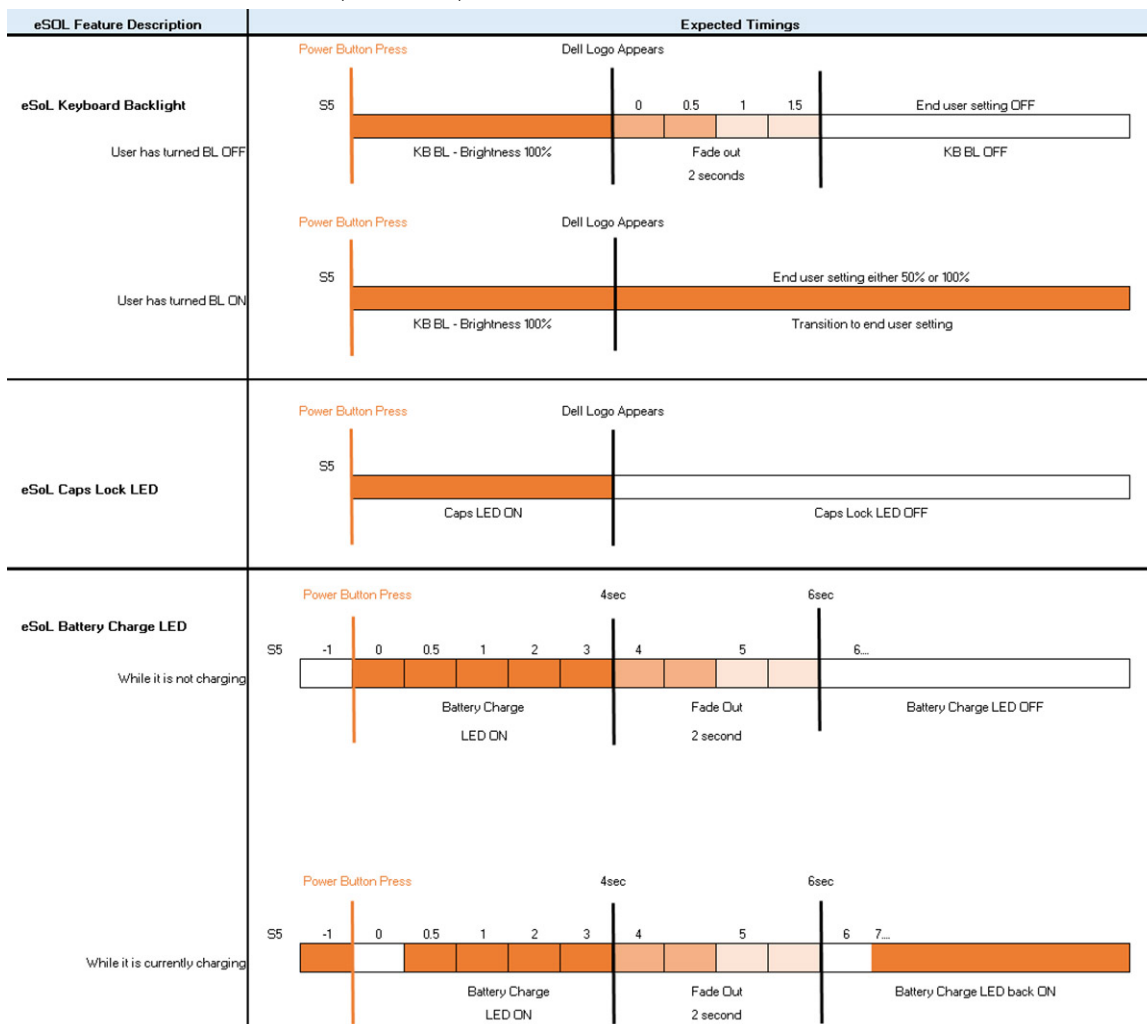 eSOL Feature Description
Expected Timings
Power Button Press
Dell Logo Appears
eSoL Keyboard Backlight
S5
0 0.5 1 1.5
End user setting OFF
User has turned BL OFF
KB BL - Brightness 100%
Fade out
KB BL OFF
2 seconds
Power Button Press
Dell Logo Appears
S5
End user setting either 50% or 100%
User has turned BL ON
KB BL - Brightness 100%
Transition to end user setting
Power Button Press
Dell Logo Appears
S5
eSoL Caps Lock LED
Caps LED ON
Caps Lock LED OFF
Power Button Press
4sec
6sec
eSoL Battery Charge LED
S5 -1 0 0.5 1 2 3 4 5 6....
While it is not charging
Battery Charge
Fade Out
Battery Charge LED OFF
LED ON
2 second
Power Button Press
4sec
6sec
S5 -1 0 0.5 1 2 3 4 5 6 7....
While it is currently charging
Battery Charge
Fade Out
Battery Charge LED back ON
LED ON
2 second